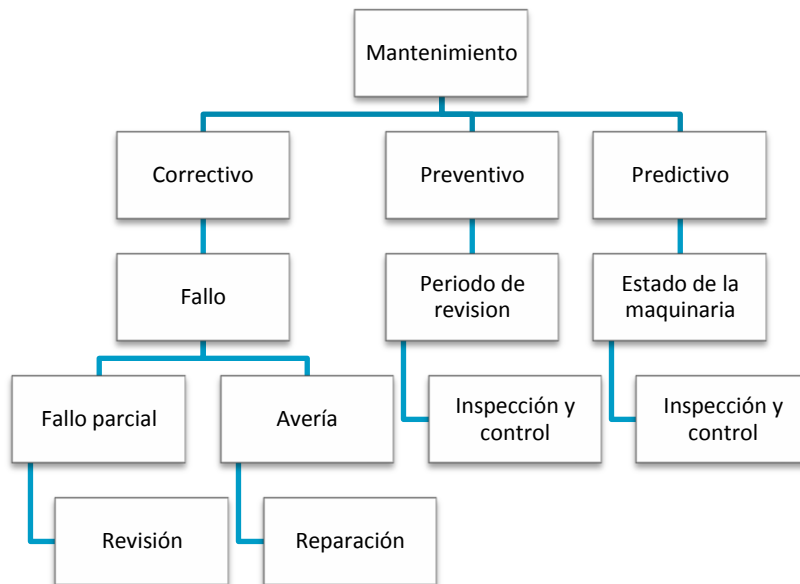 Mantenimiento
Correctivo
Preventivo
Predictivo
Fallo
Periodo de
revision
Estado de la
maquinaria
Fallo parcial
Avería
Inspección y
control
Inspección y
control
Revisión
Reparación